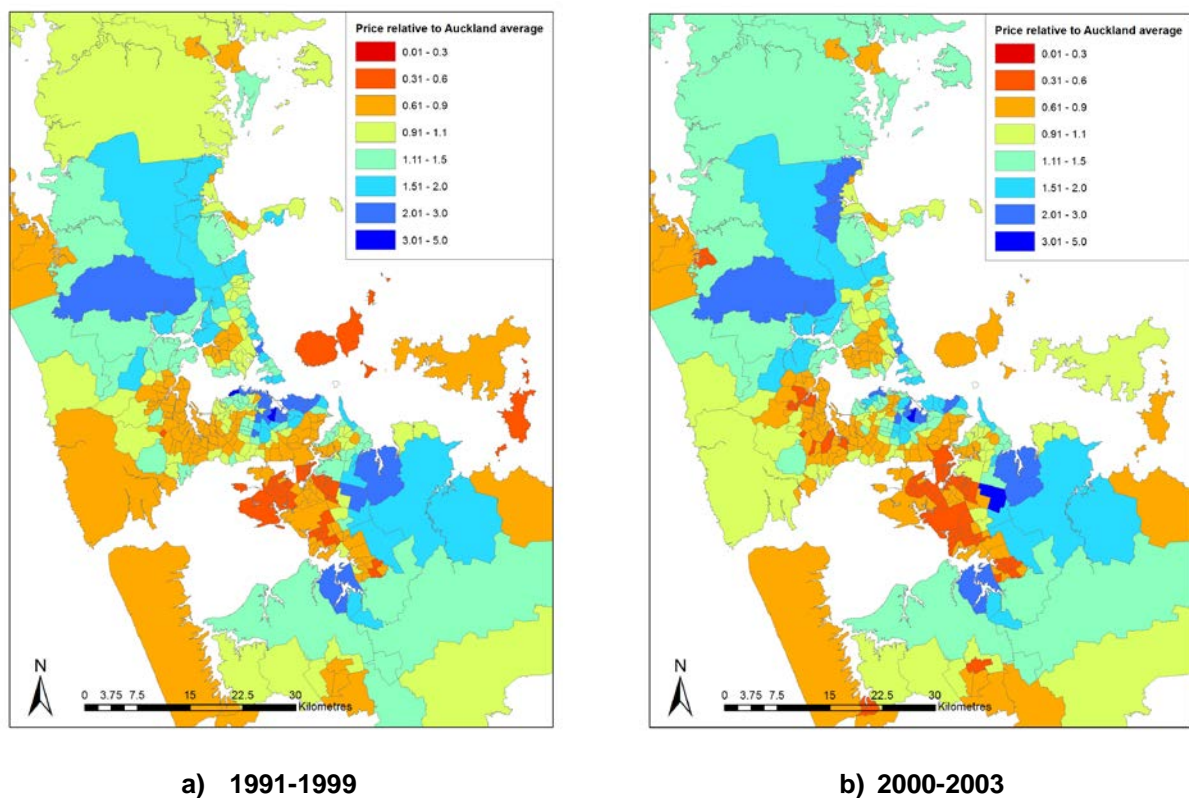 Price relative to Auckland average
0.01 - 0.3
0.31 - 0.6
0.61 - 0.9
0.91 - 1.1
1.11 - 1.5
1.51 - 2.0
2.01 - 3.0
3.01 - 5.0
N
0 3.75 7.5 15 22.5 30
Kilometres
a) 1991-1999
Price relative to Auckland average
0.01 - 0.3
0.31 - 0.6
0.61 - 0.9
0.91 - 1.1
1.11 - 1.5
1.51 - 2.0
2.01 - 3.0
3.01 - 5.0
N
0 3.75 7.5 15 22.5 30
Kilometres
b) 2000-2003